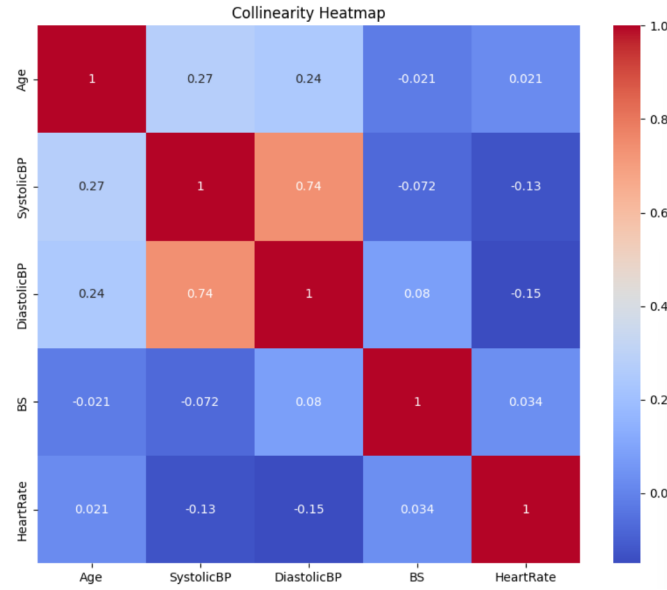 Collinearity Heatmap
Age 1 0.27 0.24 -0.021 0.021
SystolicBP 0.27 1 0.74 -0.072 -0.13
DiastolicBP 0.24 0.74 1 0.08 -0.15
BS -0.021 -0.072 0.08 1 0.034
HeartRate 0.021 -0.13 -0.15 0.034 1
Age SystolicBP DiastolicBP BS HeartRate
1.0
0.8
0.6
0.4
0.2
0.0